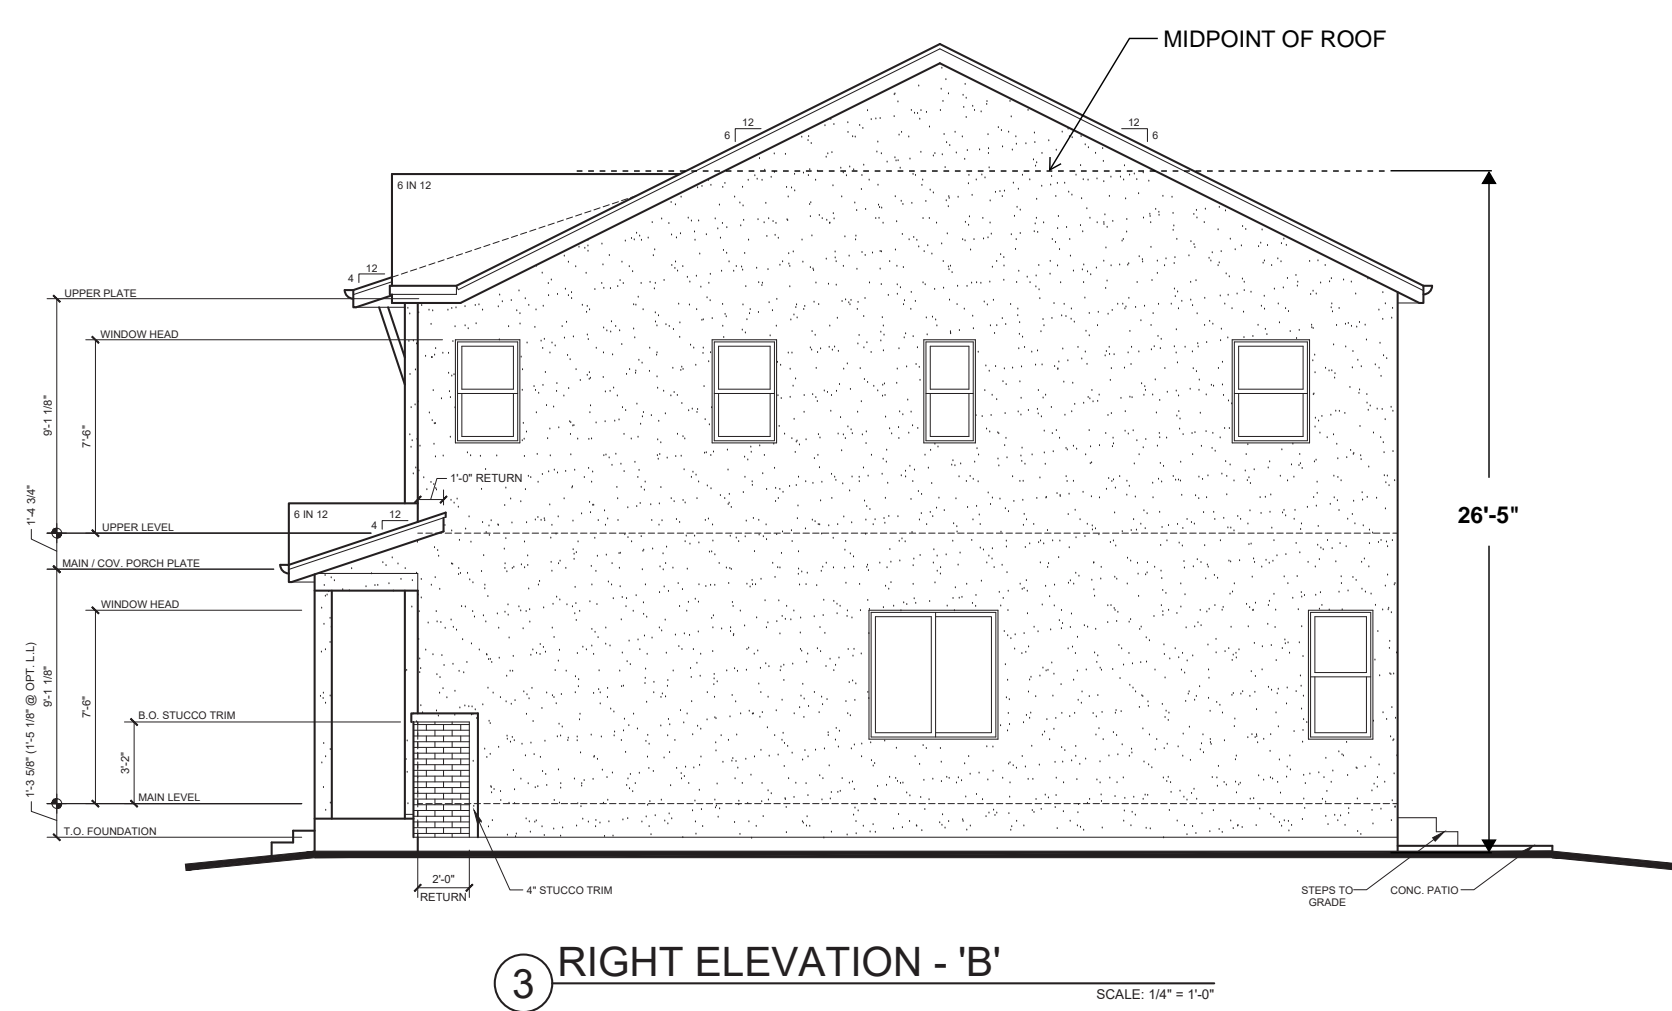 MIDPOINT OF ROOF
12
6
12
6
6 IN 12
12
4
UPPER PLATE
WINDOW HEAD
9'-1 1/8"
7'-6"
1'-0" RETURN
1'-4 3/4"
6 IN 12
12
4
UPPER LEVEL
26'-5"
MAIN / COV. PORCH PLATE
WINDOW HEAD
1'-3 5/8" (1'-5 1/8" @ OPT. L.L)
9'-1 1/8"
7'-6"
B.O. STUCCO TRIM
3'-2"
MAIN LEVEL
T.O. FOUNDATION
2'-0"
RETURN
4" STUCCO TRIM
STEPS TO
GRADE
CONC. PATIO
3
RIGHT ELEVATION - 'B'
SCALE: 1/4" = 1'-0"